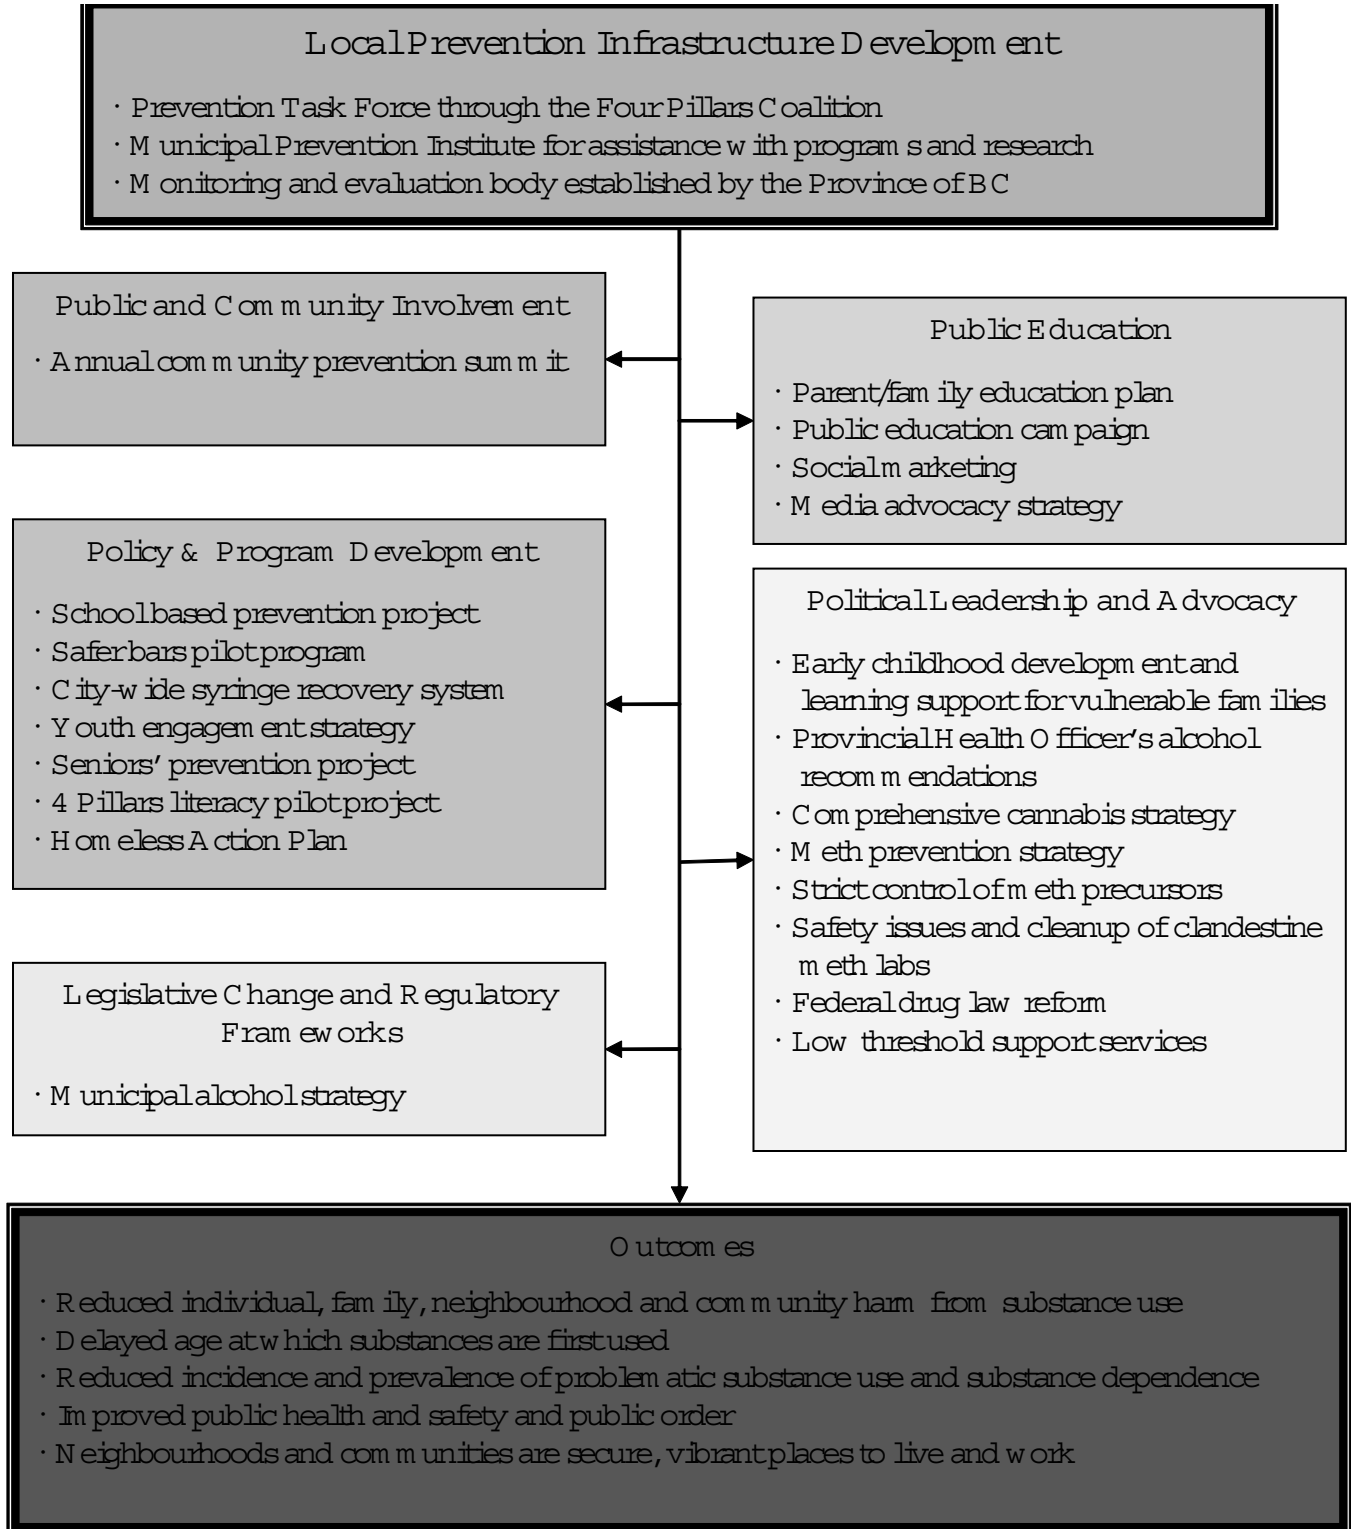 Local Prevention Infrastructure Development
· Prevention Task Force through the Four Pillars Coalition
· Municipal Prevention Institute for assistance with programs and research
· Monitoring and evaluation body established by the Province of BC
Public and Community Involvement
· Annual community prevention summit
Public Education
· Parent/family education plan
· Public education campaign
· Social marketing
· Media advocacy strategy
Policy & Program Development
· School based prevention project
· Safer bars pilot program
· City-wide syringe recovery system
· Youth engagement strategy
· Seniors’ prevention project
· 4 Pillars literacy pilot project
· Homeless Action Plan
Political Leadership and Advocacy
· Early childhood development and
learning support for vulnerable families
· Provincial Health Officer’s alcohol
recommendations
· Comprehensive cannabis strategy
· Meth prevention strategy
· Strict control of meth precursors
· Safety issues and cleanup of clandestine
meth labs
· Federal drug law reform
· Low threshold support services
Legislative Change and Regulatory
Frameworks
· Municipal alcohol strategy
Outcomes
· Reduced individual, family, neighbourhood and community harm from substance use
· Delayed age at which substances are first used
· Reduced incidence and prevalence of problematic substance use and substance dependence
· Improved public health and safety and public order
· Neighbourhoods and communities are secure, vibrant places to live and work